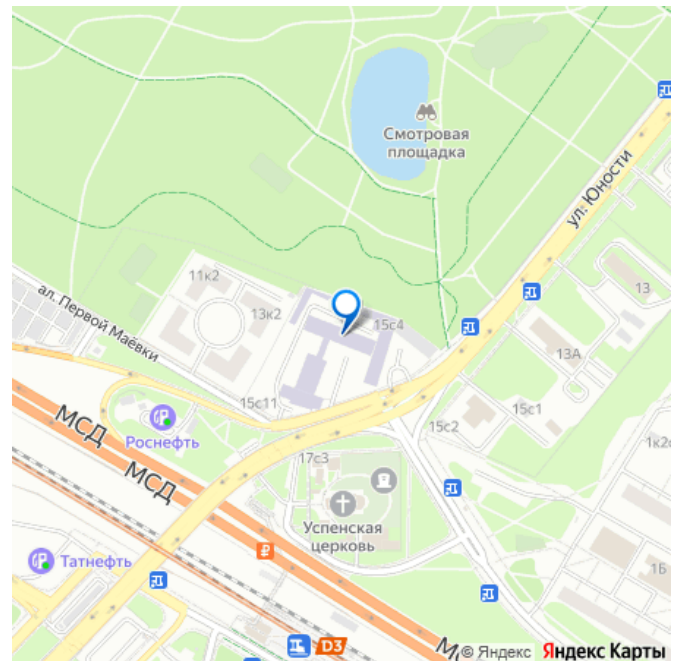 Смотровая
площадка
ул. Юности
11к2
13к2
15с4
13
ал. Первой Маёвки
13А
15с11
15с1
15с2
МСД
Роснефть
17с3
МСД
Успенская
церковь
₽
Татнефть
1Б
D3
© Яндекс Яндекс Карты